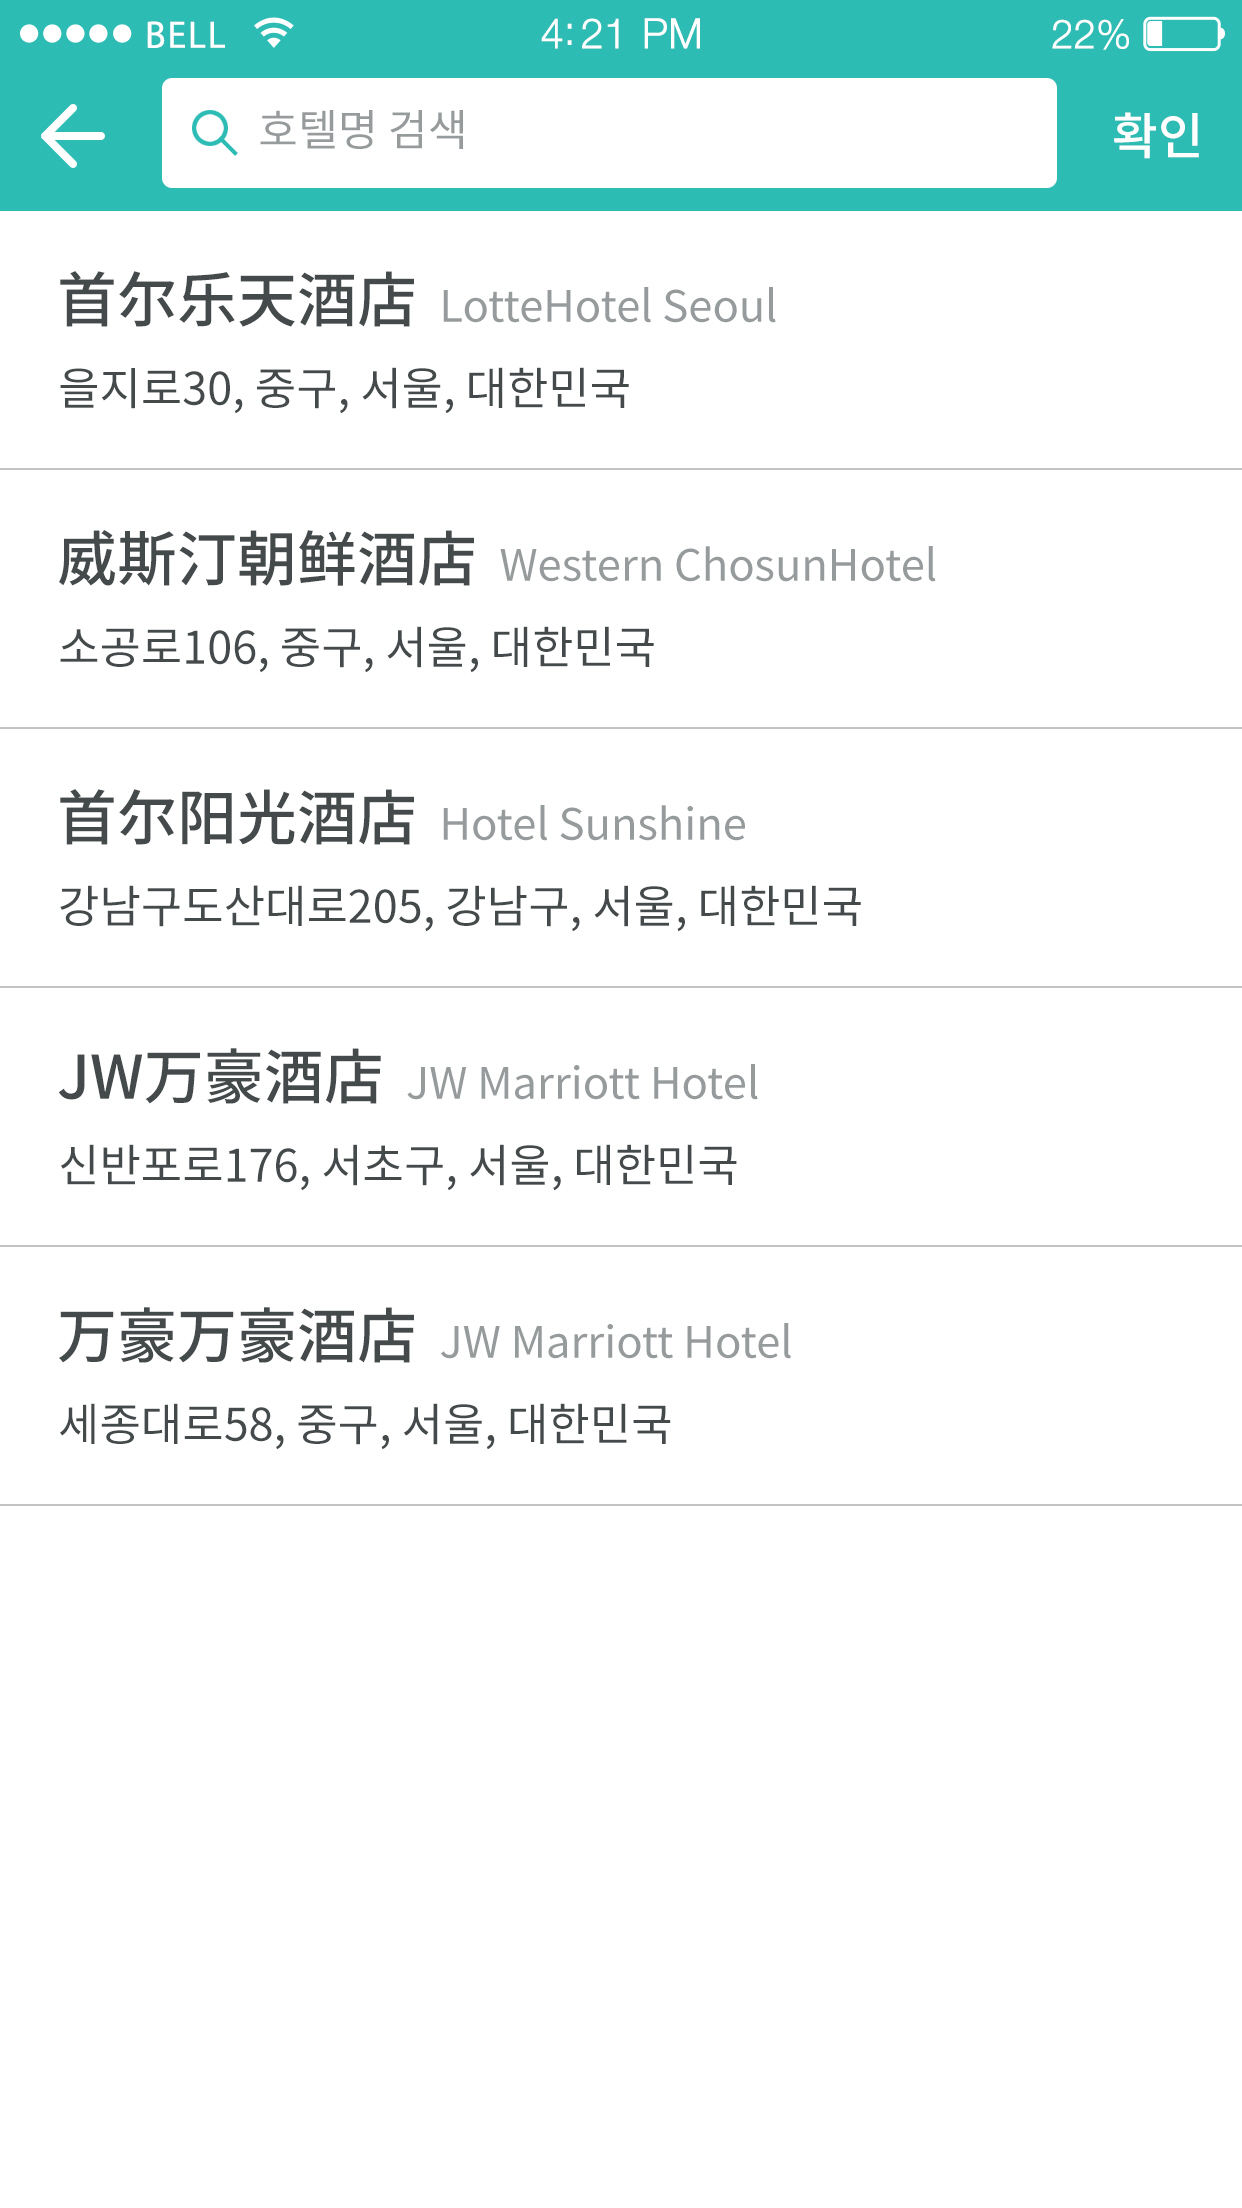 BELL 4:21 PM 22%
호텔명 검색 확인
首尔乐天酒店 LotteHotel Seoul
을지로30, 중구, 서울, 대한민국
威斯汀朝鲜酒店 Western ChosunHotel
소공로106, 중구, 서울, 대한민국
首尔阳光酒店 Hotel Sunshine
강남구도산대로205, 강남구, 서울, 대한민국
JW万豪酒店 JW Marriott Hotel
신반포로176, 서초구, 서울, 대한민국
万豪万豪酒店 JW Marriott Hotel
세종대로58, 중구, 서울, 대한민국